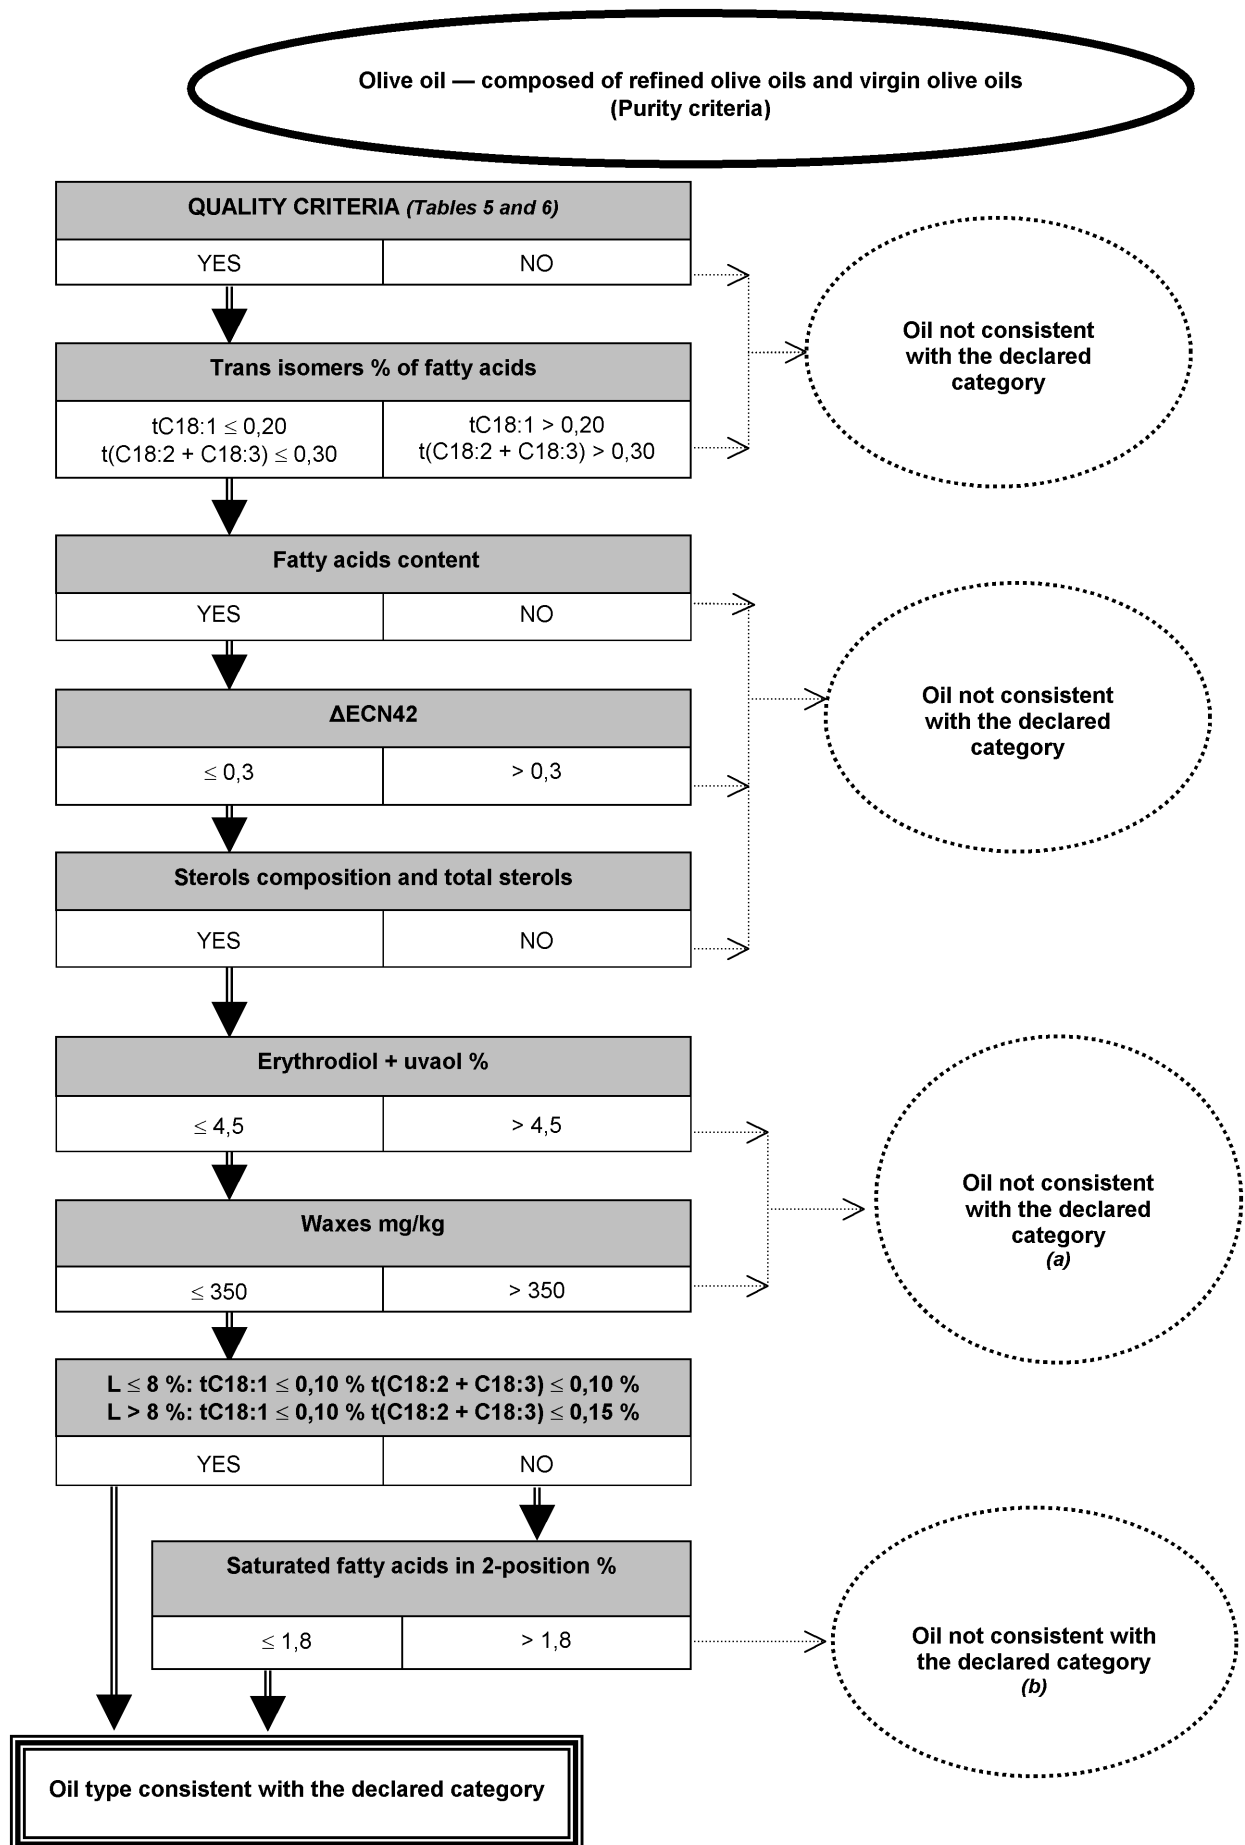 Olive oil — composed of refined olive oils and virgin olive oils
(Purity criteria)
QUALITY CRITERIA (Tables 5 and 6)
YES
NO
Oil not consistent
with the declared
category
Trans isomers % of fatty acids
tC18:1 ≤ 0,20
t(C18:2 + C18:3) ≤ 0,30
tC18:1 > 0,20
t(C18:2 + C18:3) > 0,30
Fatty acids content
YES
NO
Oil not consistent
with the declared
category
ΔECN42
≤ 0,3
> 0,3
Sterols composition and total sterols
YES
NO
Erythrodiol + uvaol %
≤ 4,5
> 4,5
Oil not consistent
with the declared
category
(a)
Waxes mg/kg
≤ 350
> 350
L ≤ 8 %: tC18:1 ≤ 0,10 % t(C18:2 + C18:3) ≤ 0,10 %
L > 8 %: tC18:1 ≤ 0,10 % t(C18:2 + C18:3) ≤ 0,15 %
YES
NO
Saturated fatty acids in 2-position %
≤ 1,8
> 1,8
Oil not consistent with
the declared category
(b)
Oil type consistent with the declared category